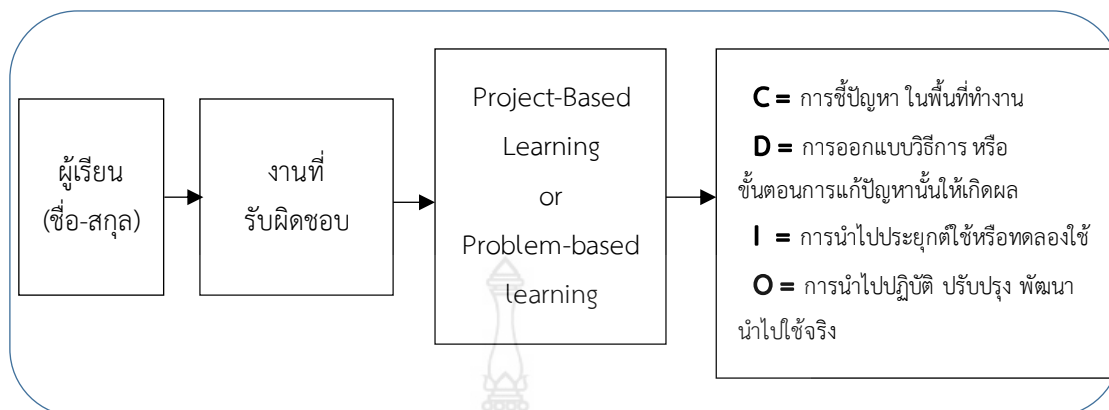 ผู้เรียน
(ชื่อ-สกุล)
งานที่
รับผิดชอบ
Project-Based
Learning
or
Problem-based
learning
C = การชี้ปัญหา ในพื้นที่ทำงาน
D = การออกแบบวิธีการ หรือ
ขั้นตอนการแก้ปัญหานั้นให้เกิดผล
I = การนำไปประยุกต์ใช้หรือทดลองใช้
O = การนำไปปฏิบัติ ปรับปรุง พัฒนา
นำไปใช้จริง